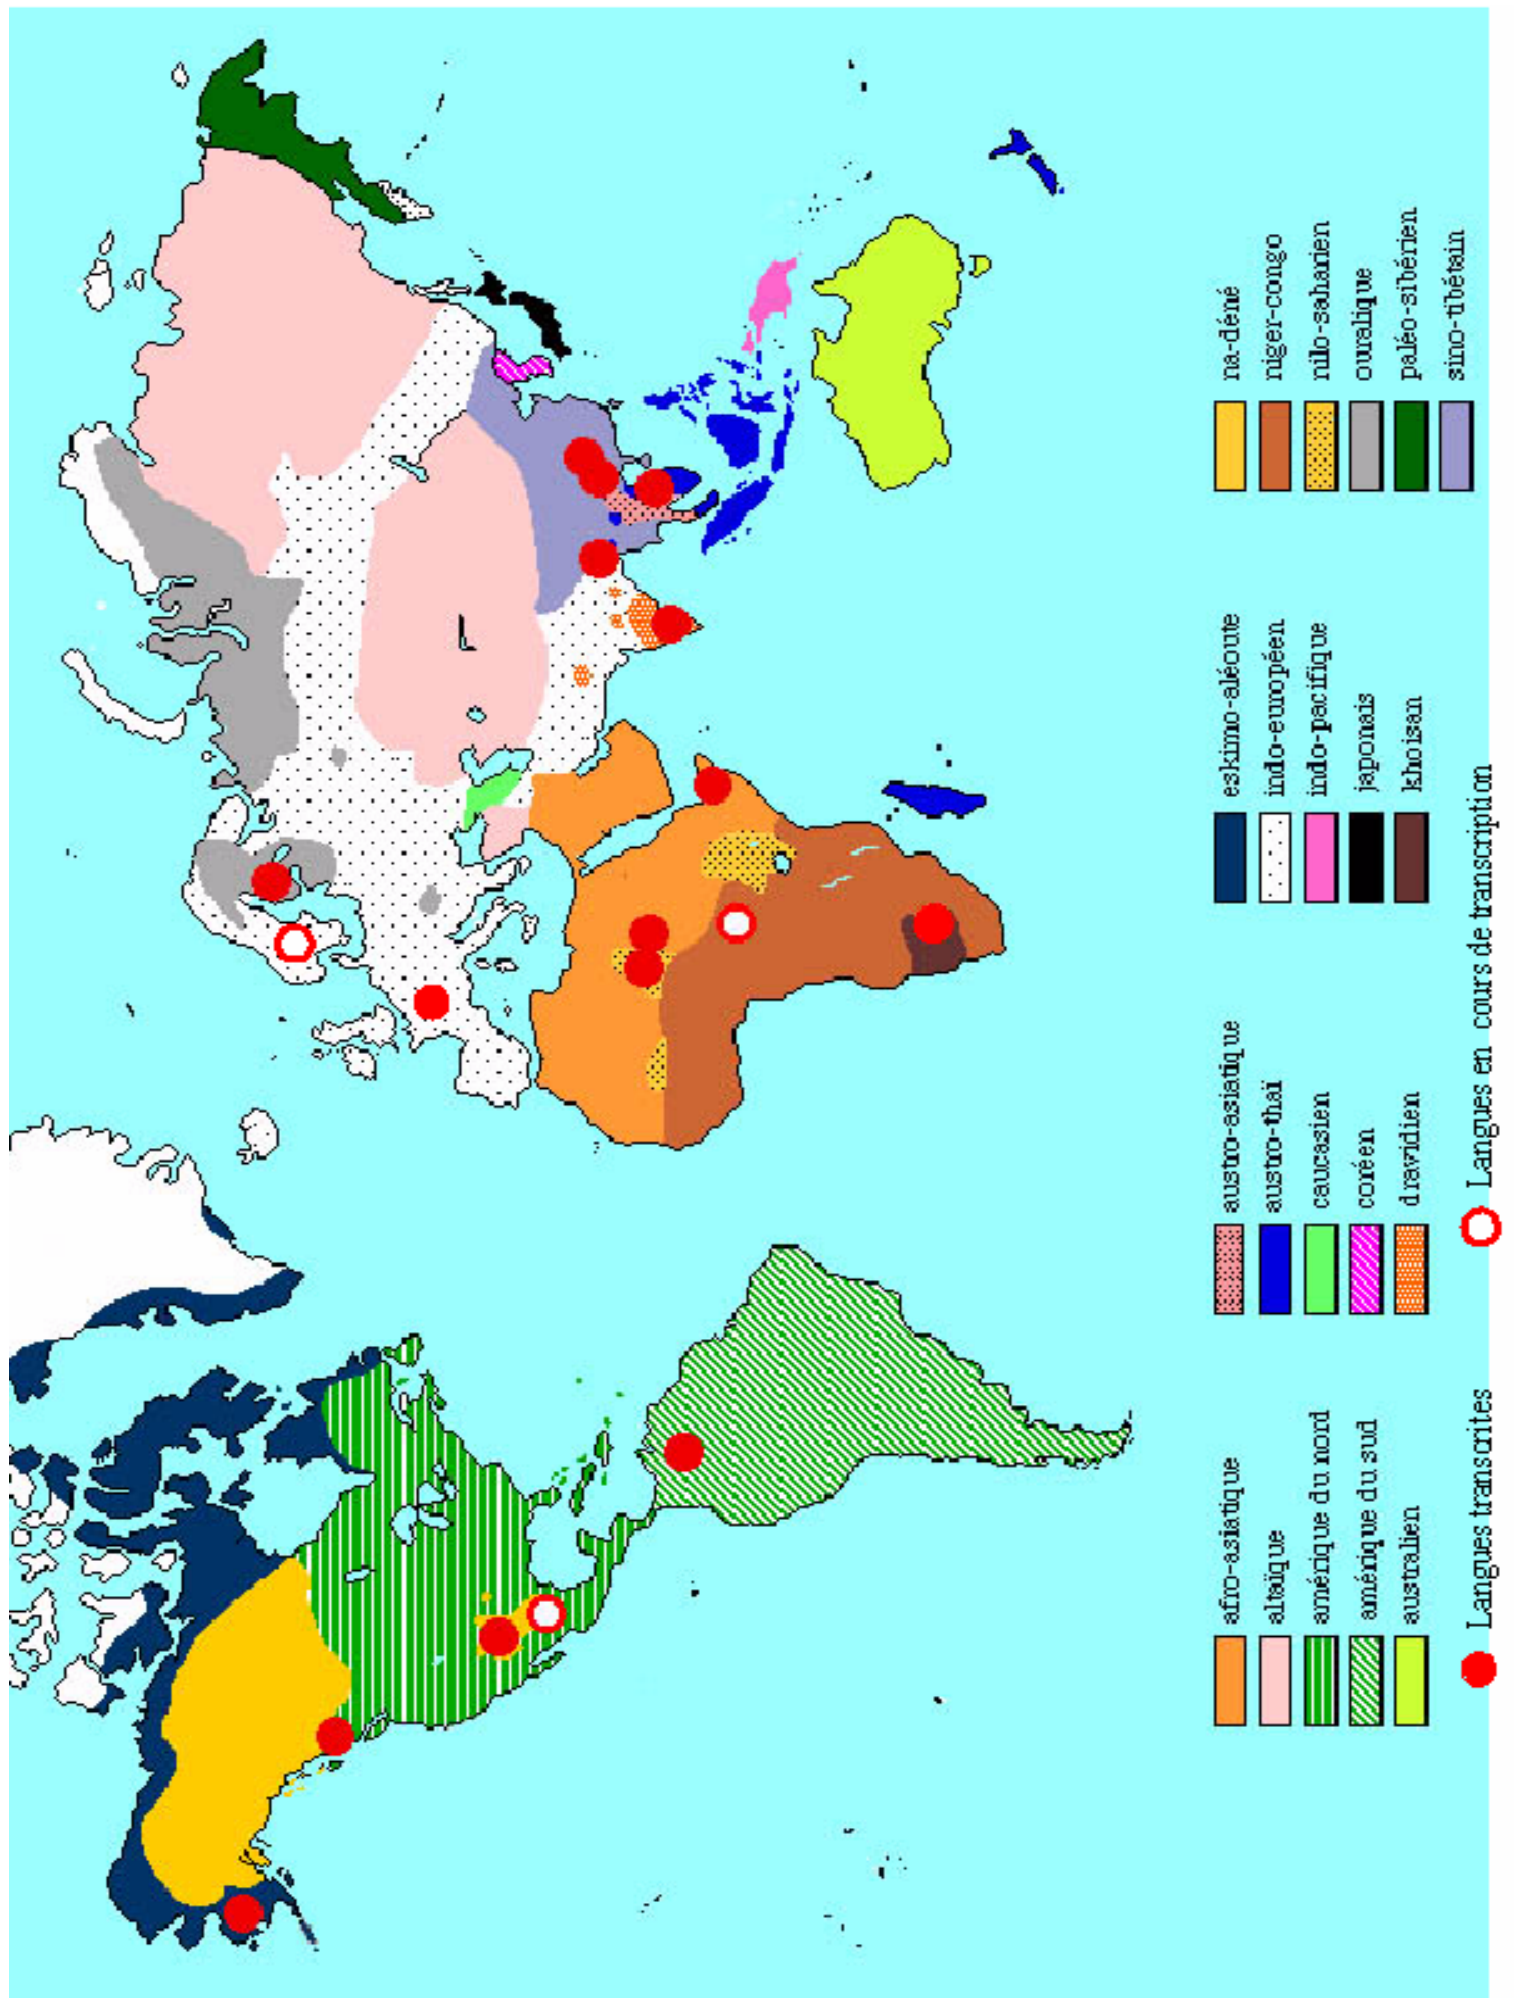 afro-asiatique
altaïque
amérique du nord
amérique du sud
australien
austro-asiatique
austro-thaï
caucasien
coréen
dravidien
eskimo-aléoute
indo-européen
indo-pacifique
japonais
khoisan
na-déné
niger-congo
nilo-saharien
ouralique
paléo-sibérien
sino-tibétain
Langues transcrites
Langues en cours de transcription